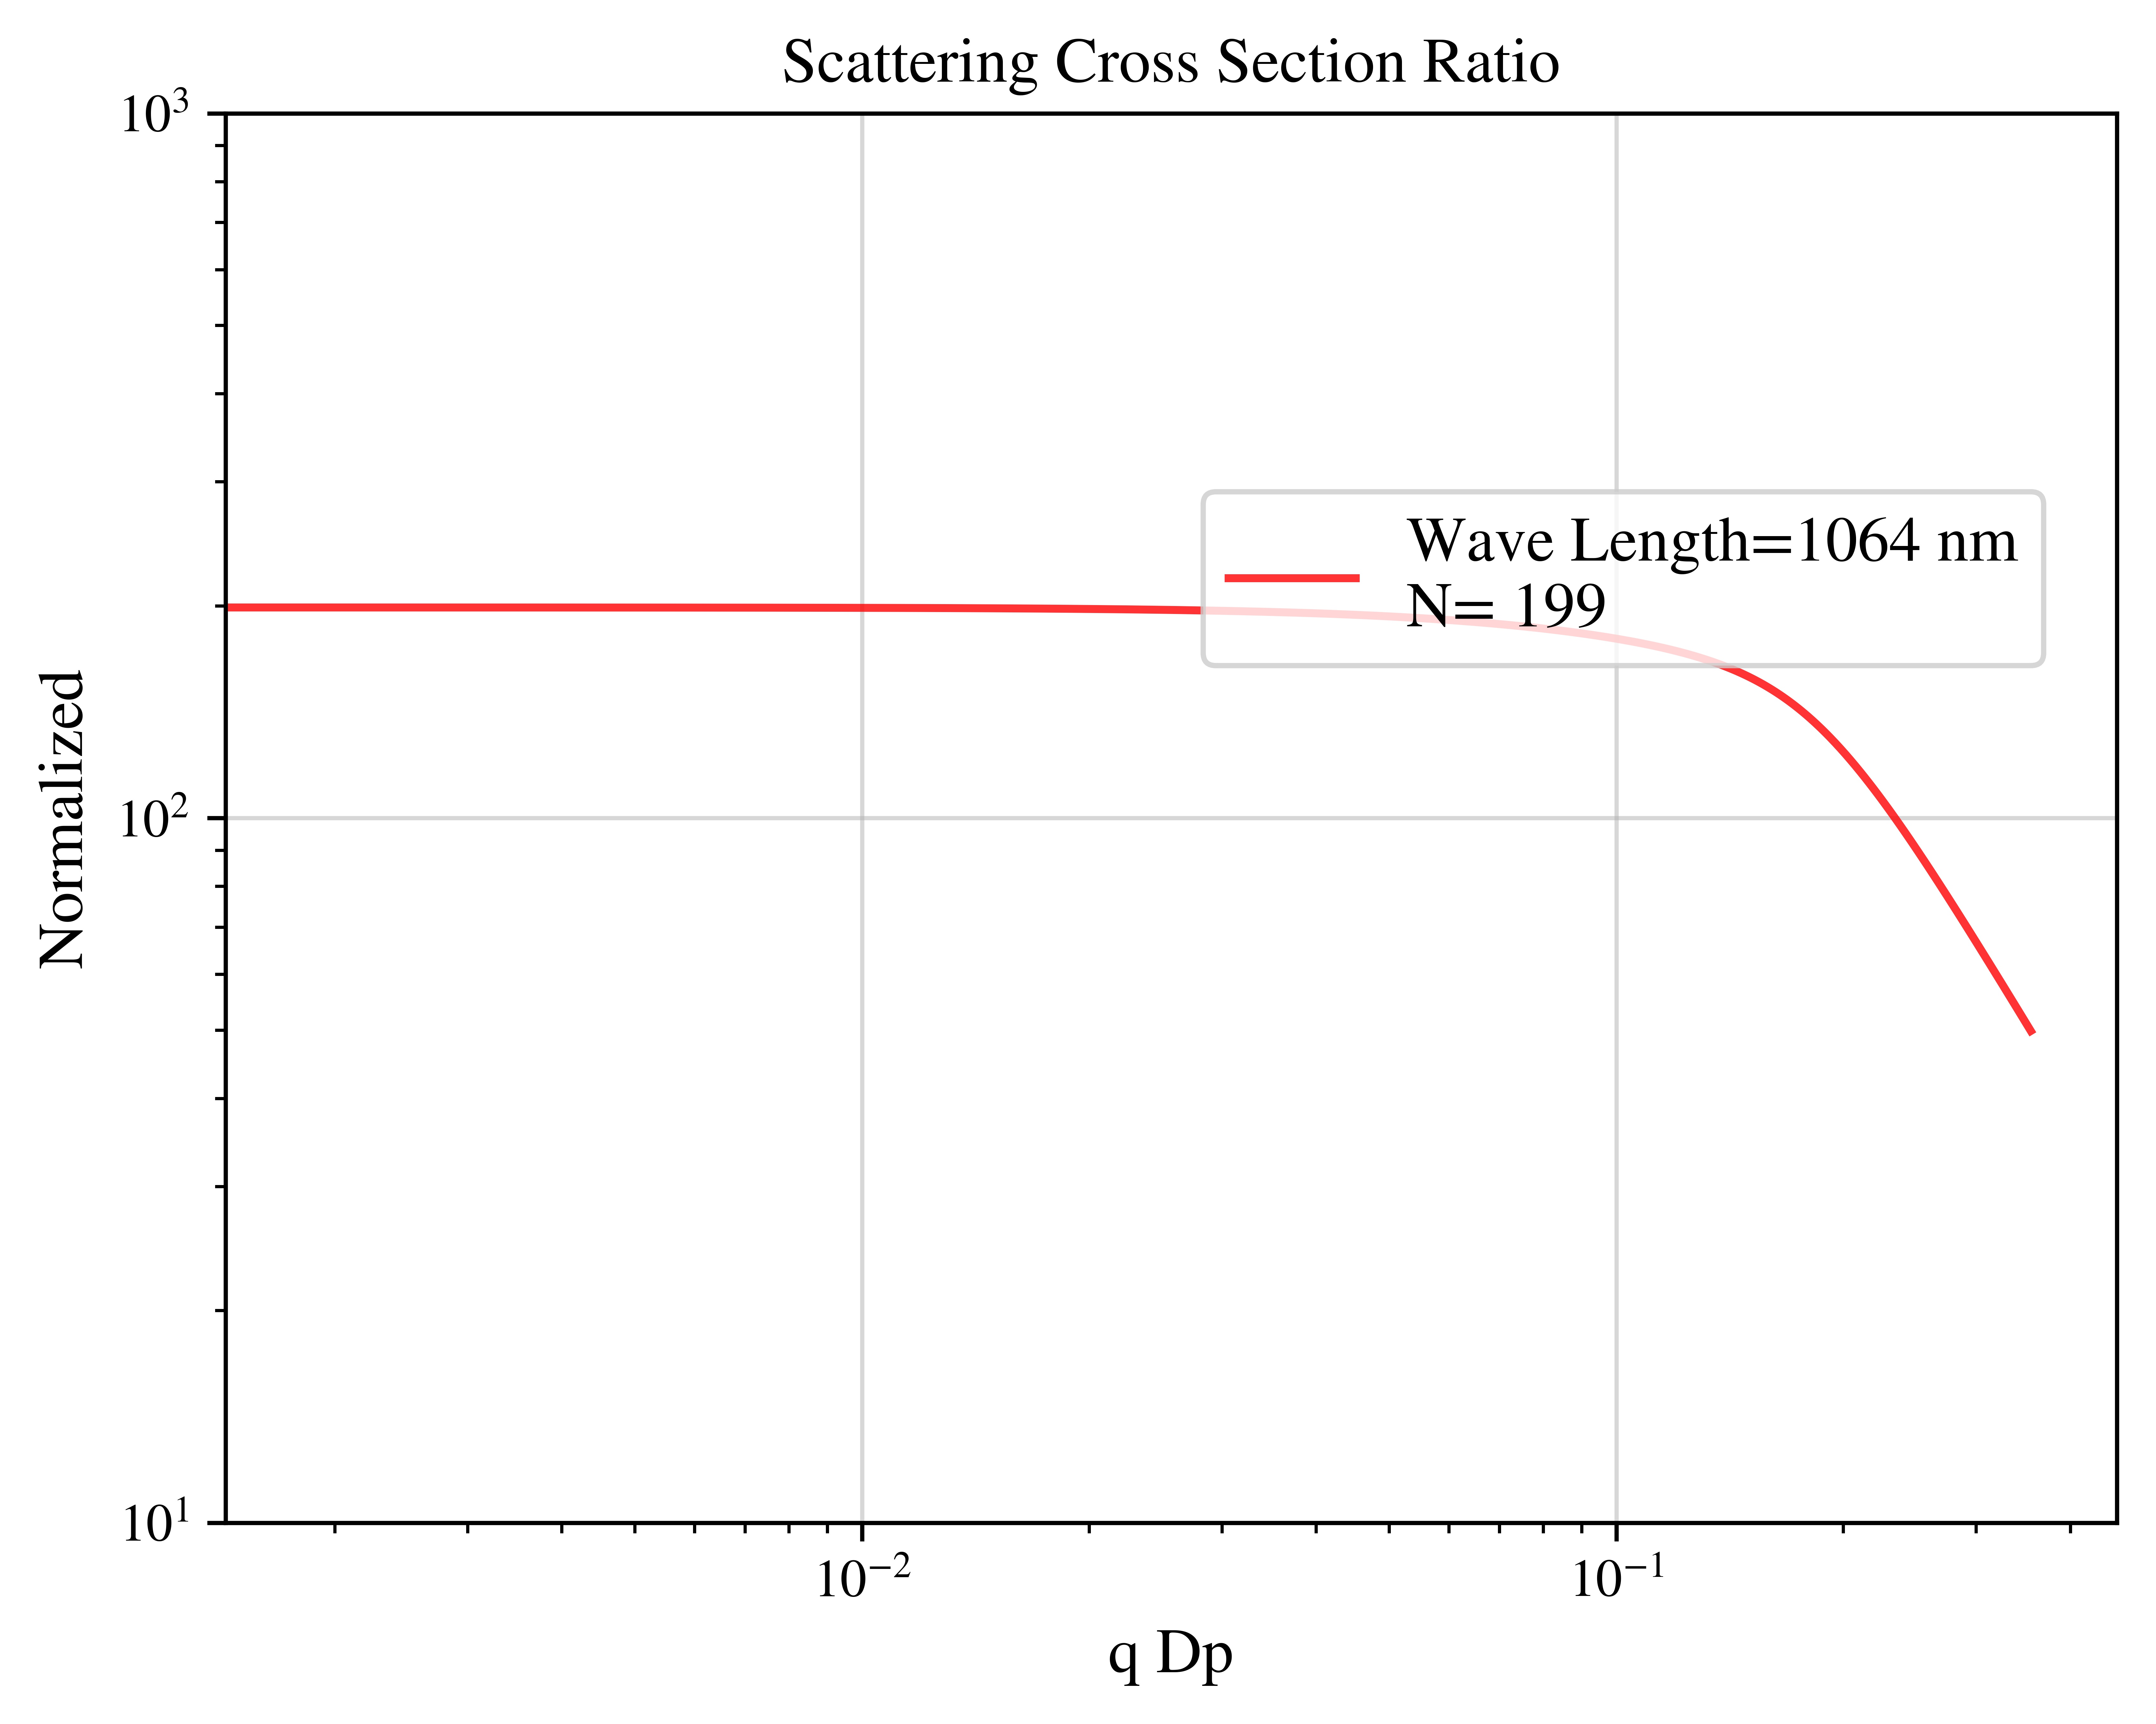 Scattering Cross Section Ratio
10³
Wave Length=1064 nm
N= 199
Normalized
10²
10¹
10⁻²
10⁻¹
q Dp